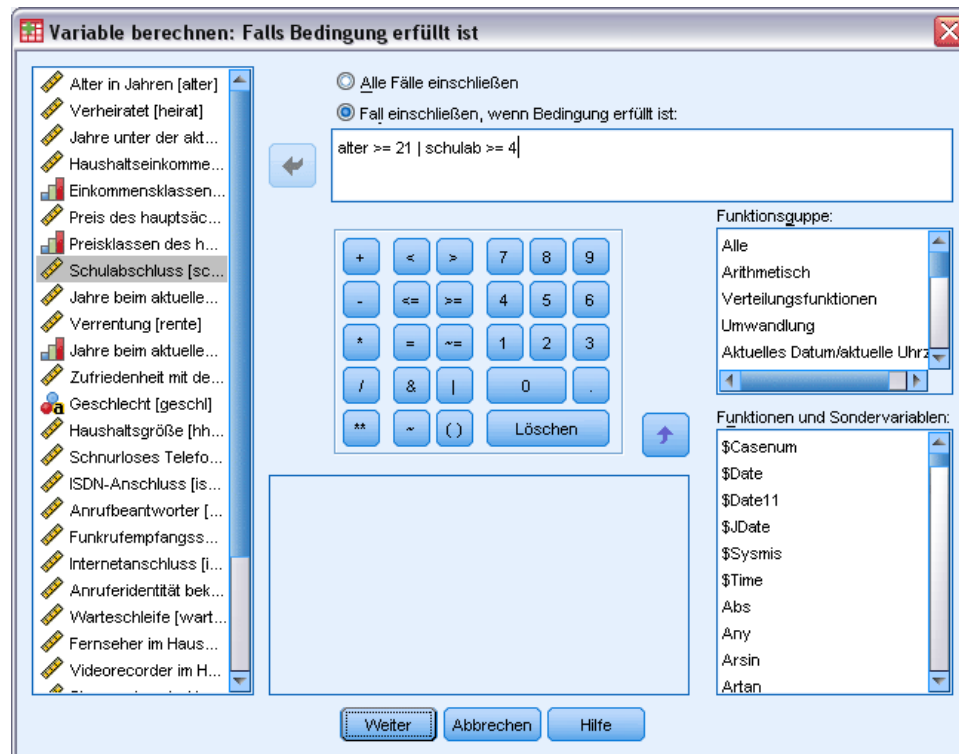 Variable berechnen: Falls Bedingung erfüllt ist
Alter in Jahren [alter]
Verheiratet [heirat]
Jahre unter der akt...
Haushaltseinkomme...
Einkommensklassen...
Preis des hauptsäc...
Preisklassen des h...
Schulabschluss [sc...
Jahre beim aktuelle...
Verrentung [rente]
Jahre beim aktuelle...
Zufriedenheit mit de...
a Geschlecht [geschl]
Haushaltsgröße [hh...
Schnurloses Telefo...
ISDN-Anschluss [is...
Anrufbeantworter [...
Funkrufempfangss...
Internetanschluss [i...
Anruferidentität bek...
Warteschleife [wart...
Fernseher im Haus...
Videorecorder im H...
Alle Fälle einschließen
Fall einschließen, wenn Bedingung erfüllt ist:
alter >= 21 | schulab >= 4
+ < > 7 8 9
- <= >= 4 5 6
* = ~= 1 2 3
/ & | 0 .
** ~ ( ) Löschen
Funktionsgruppe:
Alle
Arithmetisch
Verteilungsfunktionen
Umwandlung
Aktuelles Datum/aktuelle Uhrz
Funktionen und Sondervariablen:
$Casenum
$Date
$Date11
$JDate
$Sysmis
$Time
Abs
Any
Arsin
Artan
Weiter
Abbrechen
Hilfe